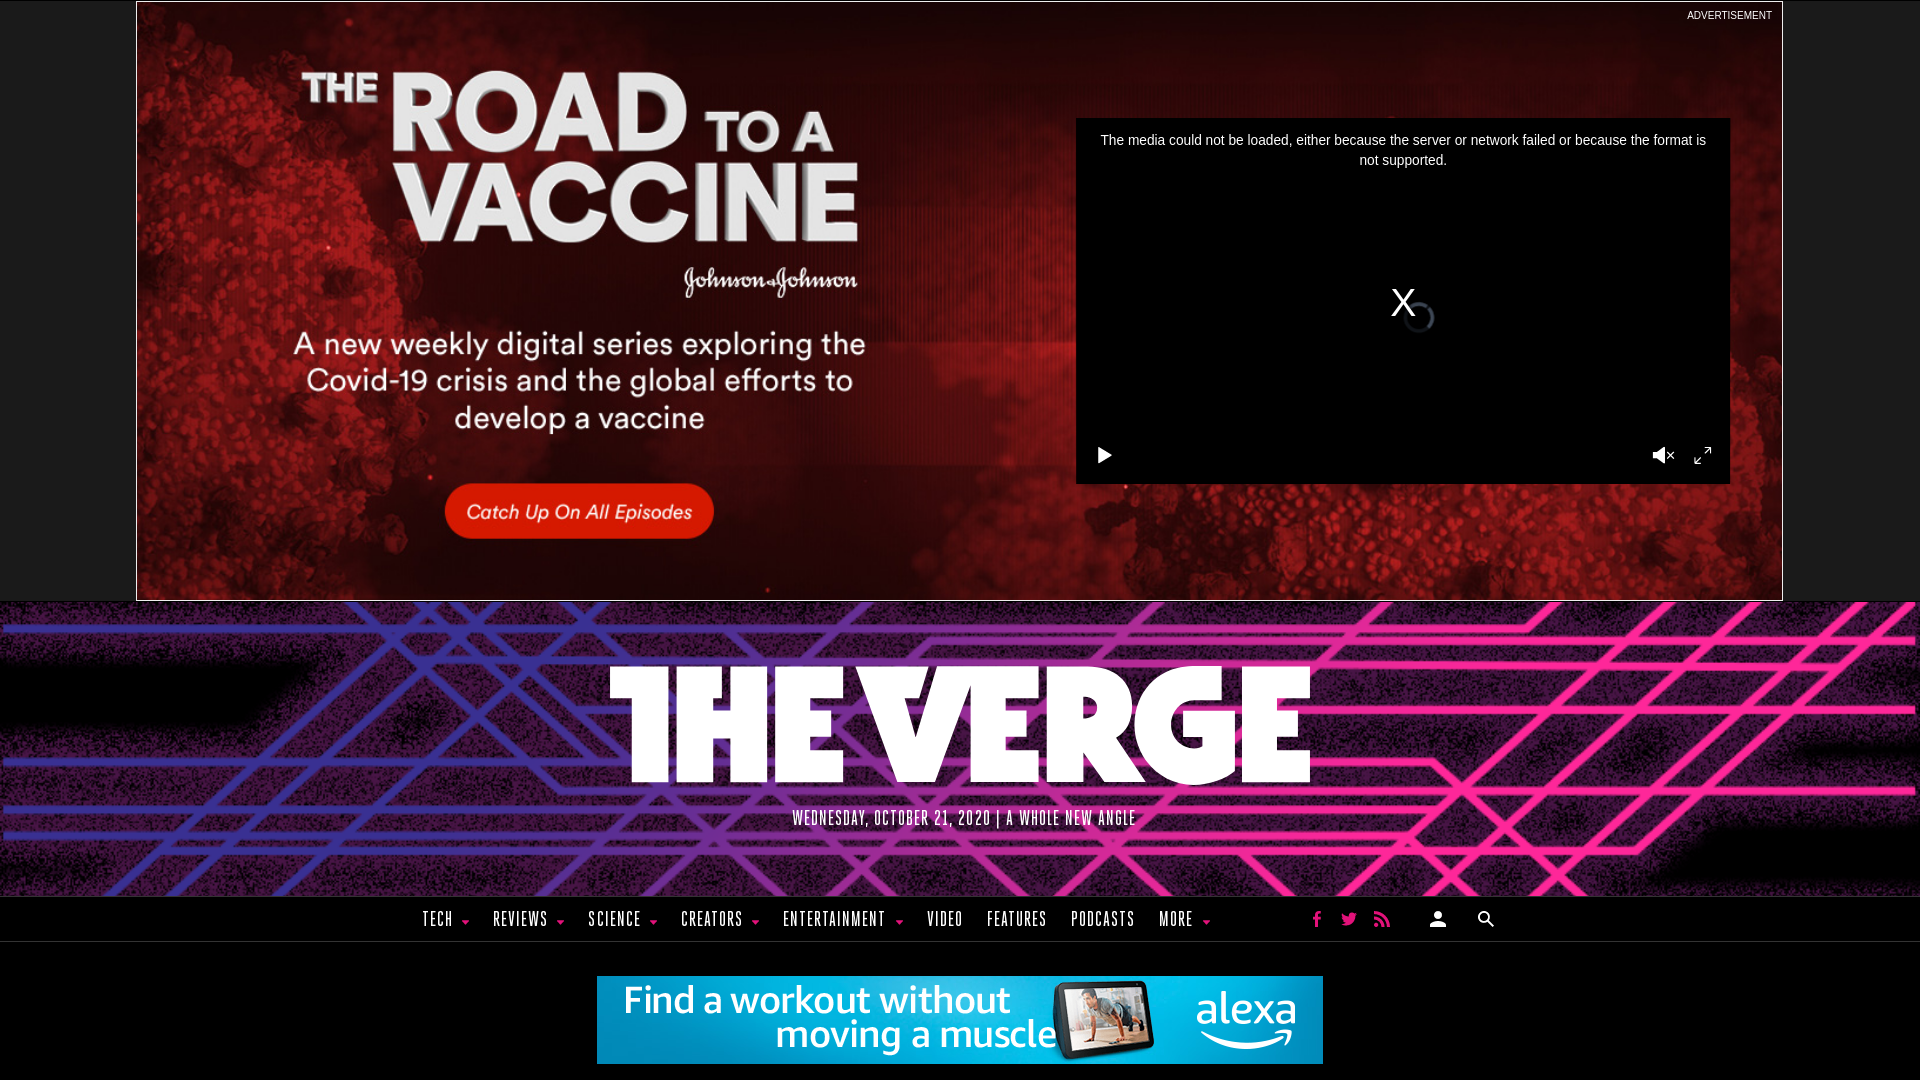 ADVERTISEMENT
THE ROAD TO A
VACCINE
Johnson & Johnson
A new weekly digital series exploring the
Covid-19 crisis and the global efforts to
develop a vaccine
Catch Up On All Episodes
The media could not be loaded, either because the server or network failed or because the format is
not supported.
X
THE VERGE
WEDNESDAY, OCTOBER 21, 2020 | A WHOLE NEW ANGLE
TECH REVIEWS SCIENCE CREATORS ENTERTAINMENT VIDEO FEATURES PODCASTS MORE
Find a workout without
moving a muscle
alexa